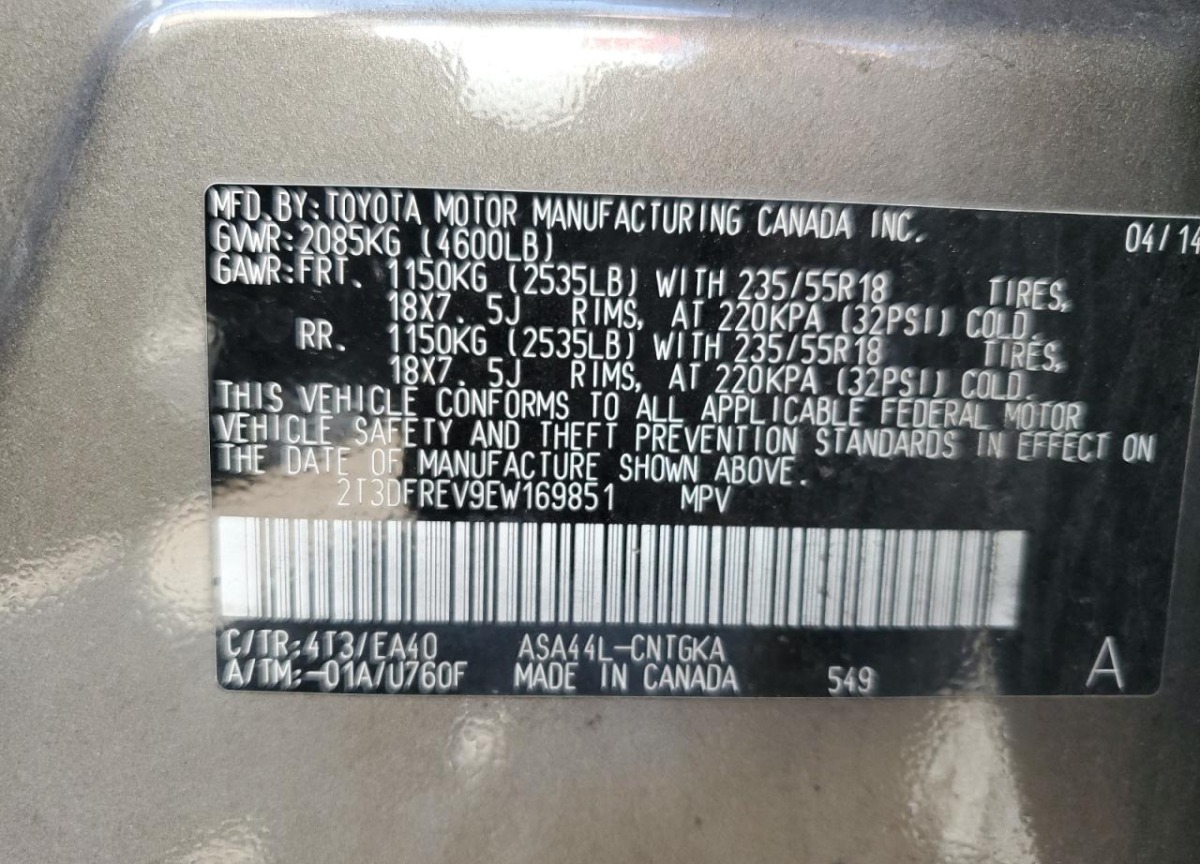 MFD. BY: TOYOTA MOTOR MANUFACTURING CANADA INC. 04/14
GVWR: 2085KG (4600LB)
GAWR: FRT. 1150KG (2535LB) WITH 235/55R18 TIRES,
18X7. 5J RIMS, AT 220KPA (32PSI) COLD.
RR. 1150KG (2535LB) WITH 235/55R18 TIRES,
18X7. 5J RIMS, AT 220KPA (32PSI) COLD.
THIS VEHICLE CONFORMS TO ALL APPLICABLE FEDERAL MOTOR
VEHICLE SAFETY AND THEFT PREVENTION STANDARDS IN EFFECT ON
THE DATE OF MANUFACTURE SHOWN ABOVE.
2T3DFREV9EW169851 MPV
C/TR: 4T3/EA40 ASA44L-CNTGKA A
A/TM: -01A/U760F MADE IN CANADA 549